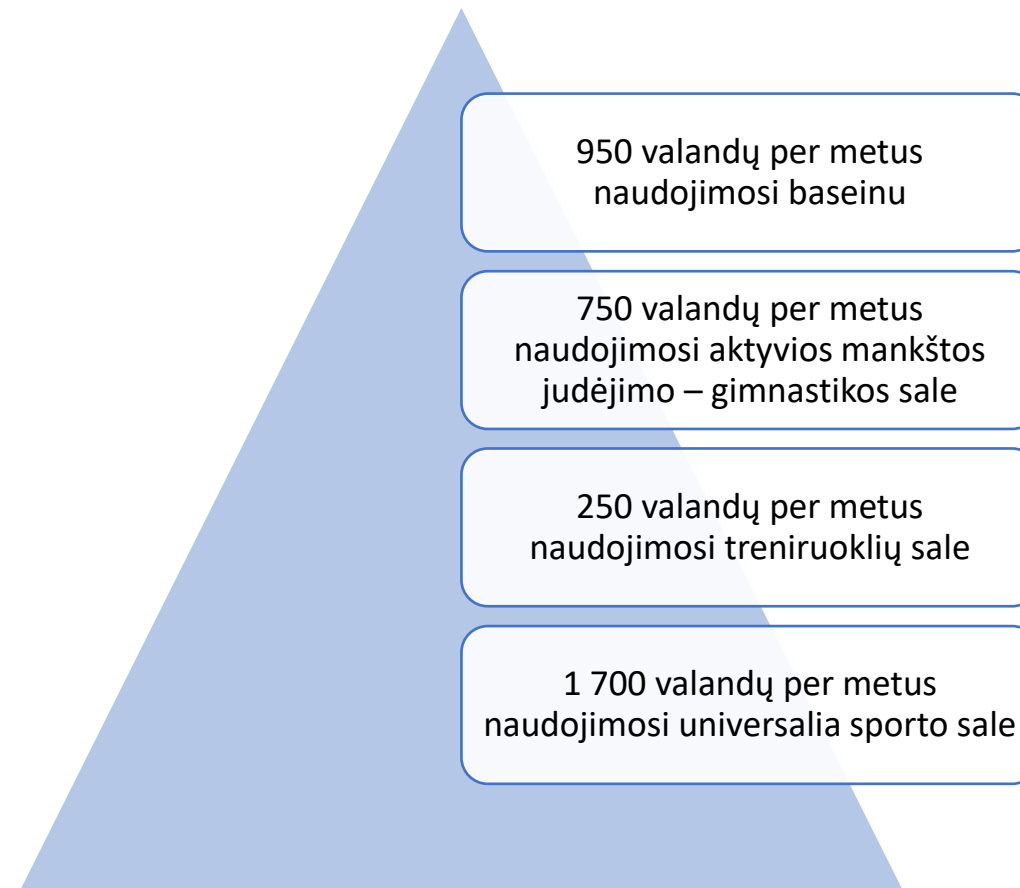 950 valandų per metus
naudojimosi baseinu
750 valandų per metus
naudojimosi aktyvios mankštos
judėjimo – gimnastikos sale
250 valandų per metus
naudojimosi treniruoklių sale
1 700 valandų per metus
naudojimosi universalia sporto sale